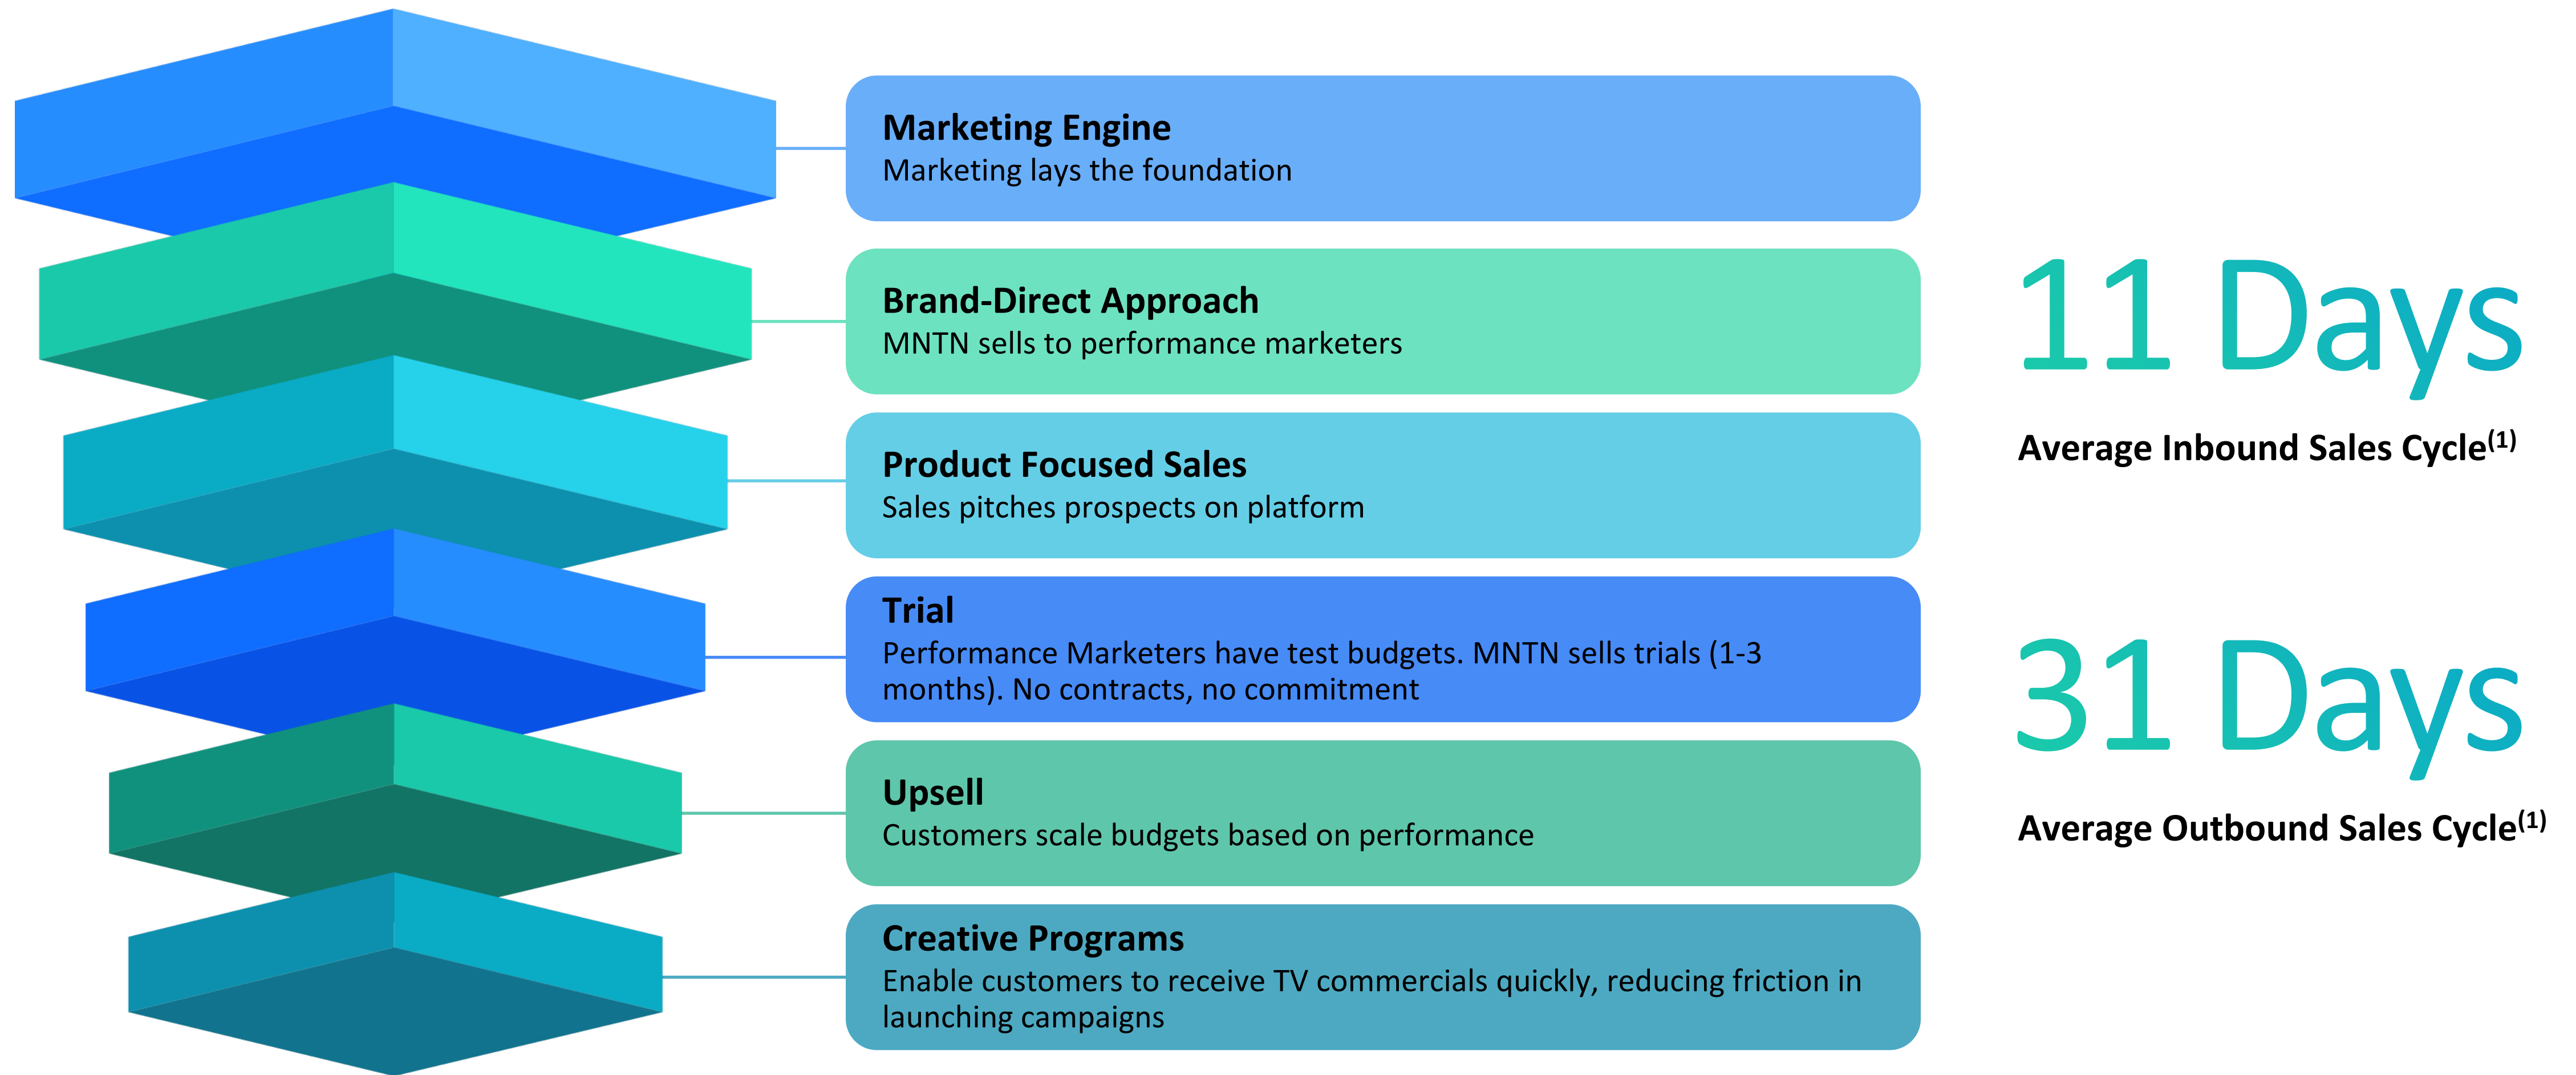 Marketing Engine
Marketing lays the foundation
Brand-Direct Approach
MNTN sells to performance marketers
Product Focused Sales
Sales pitches prospects on platform
Trial
Performance Marketers have test budgets. MNTN sells trials (1-3
months). No contracts, no commitment
Upsell
Customers scale budgets based on performance
Creative Programs
Enable customers to receive TV commercials quickly, reducing friction in
launching campaigns
11 Days
Average Inbound Sales Cycle(1)
31 Days
Average Outbound Sales Cycle(1)